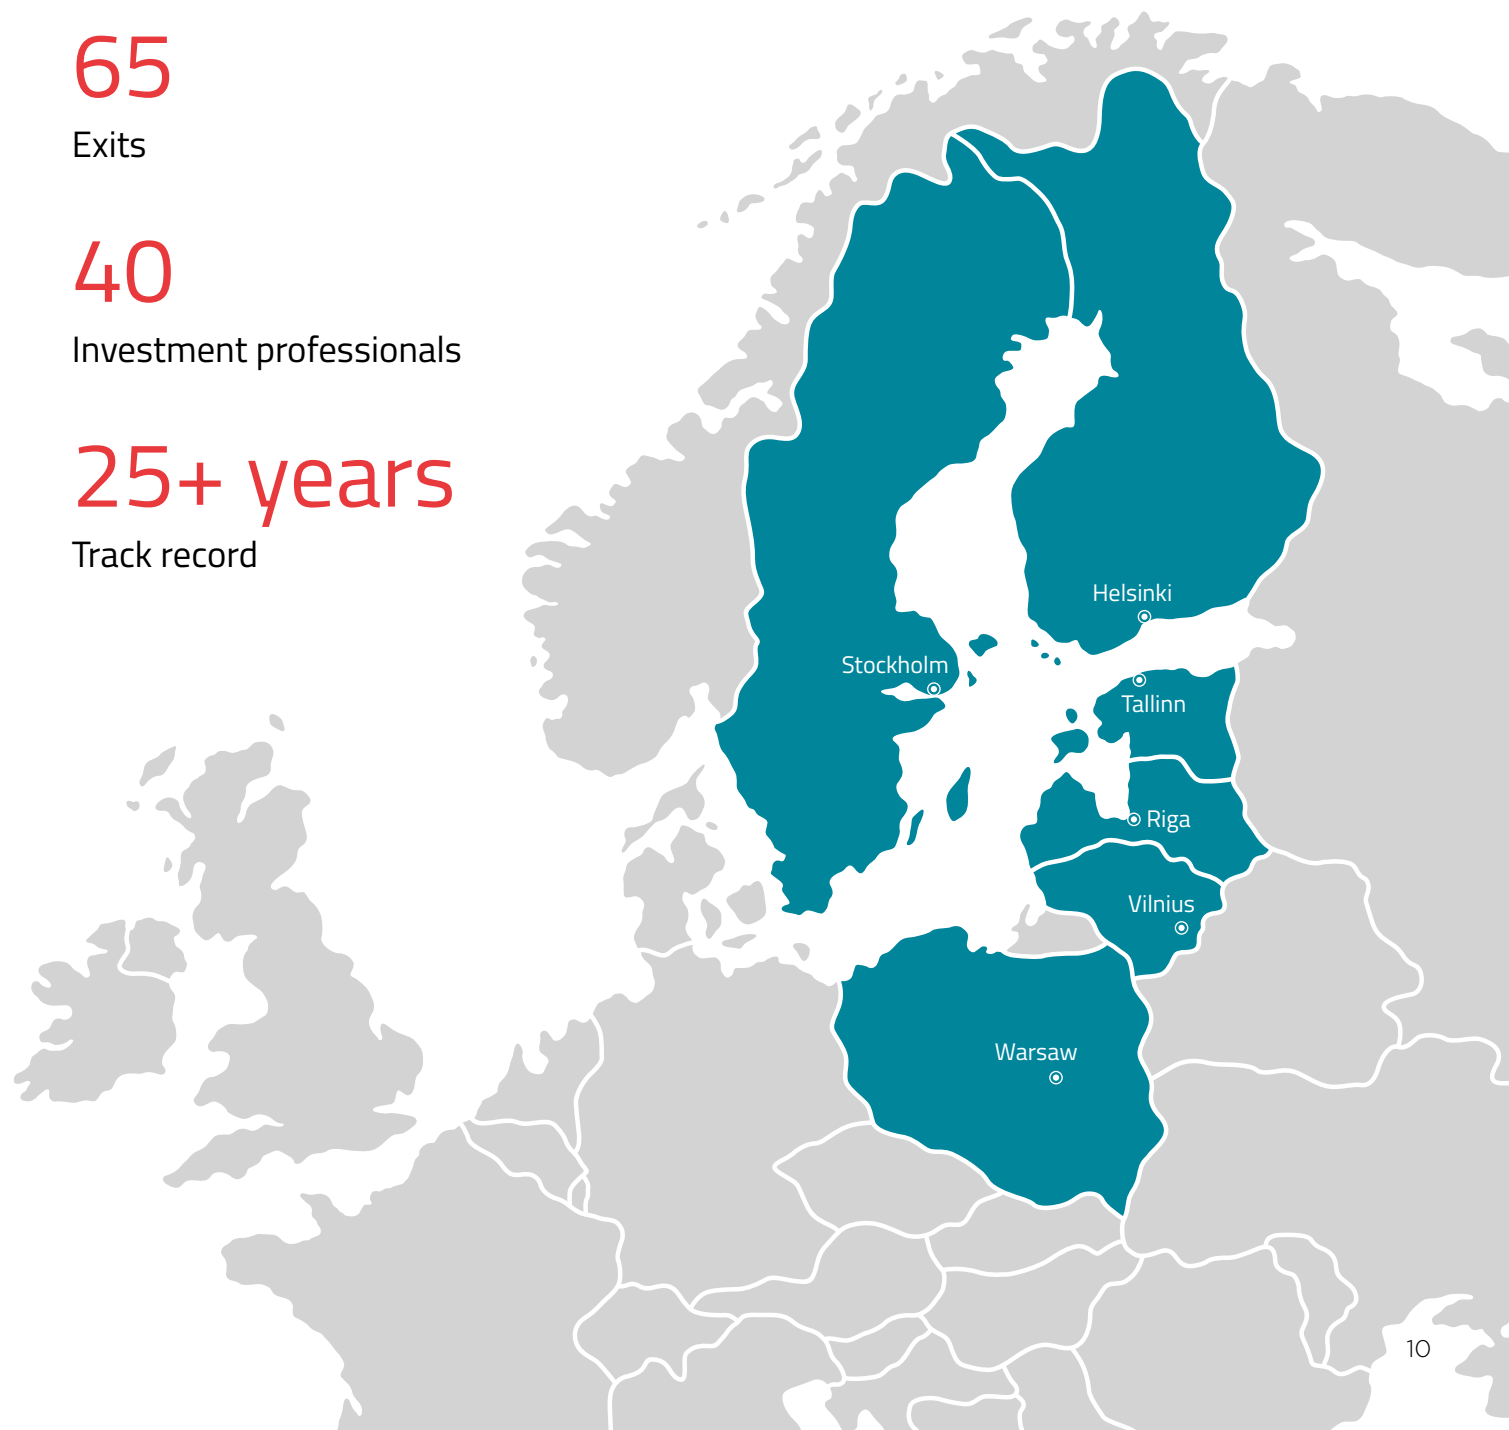 65
Exits
40
Investment professionals
25+ years
Track record
Helsinki
Stockholm
Tallinn
Riga
Vilnius
Warsaw
10